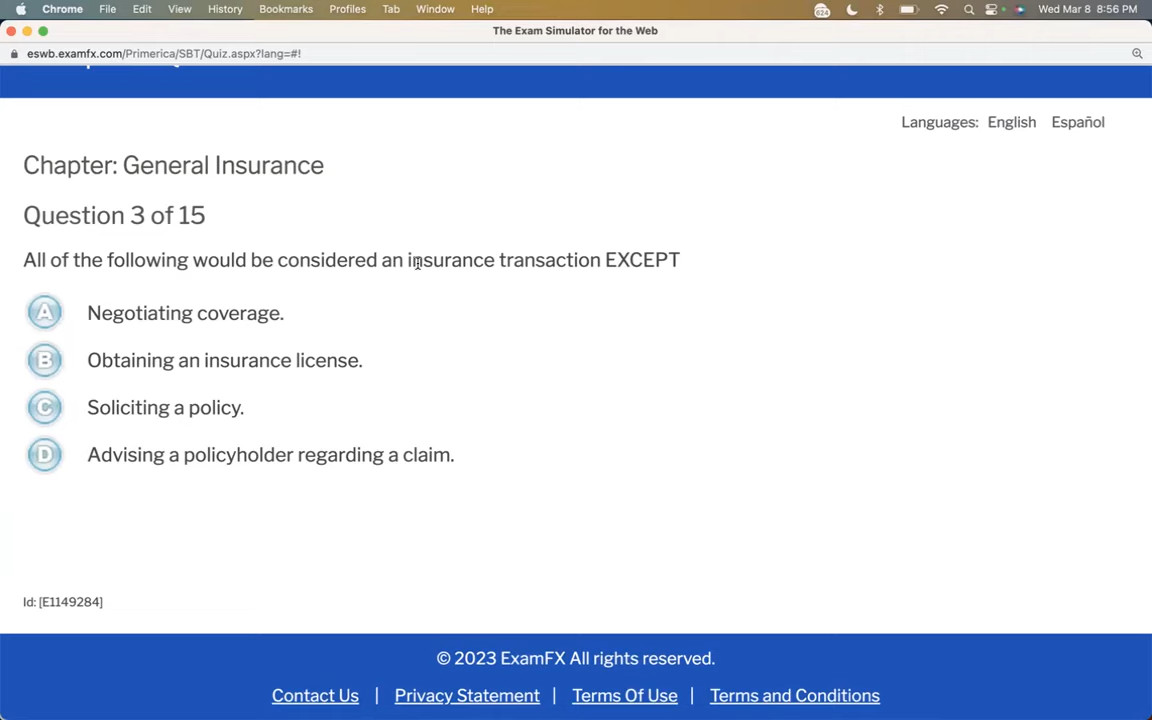 Chrome File Edit View History Bookmarks Profiles Tab Window Help 624 Wed Mar 8 8:56 PM
The Exam Simulator for the Web
eswb.examfx.com/Primerica/SBT/Quiz.aspx?lang=#!
Languages: English Español
Chapter: General Insurance
Question 3 of 15
All of the following would be considered an insurance transaction EXCEPT
A Negotiating coverage.
B Obtaining an insurance license.
C Soliciting a policy.
D Advising a policyholder regarding a claim.
Id: [E1149284]
© 2023 ExamFX All rights reserved.
Contact Us | Privacy Statement | Terms Of Use | Terms and Conditions